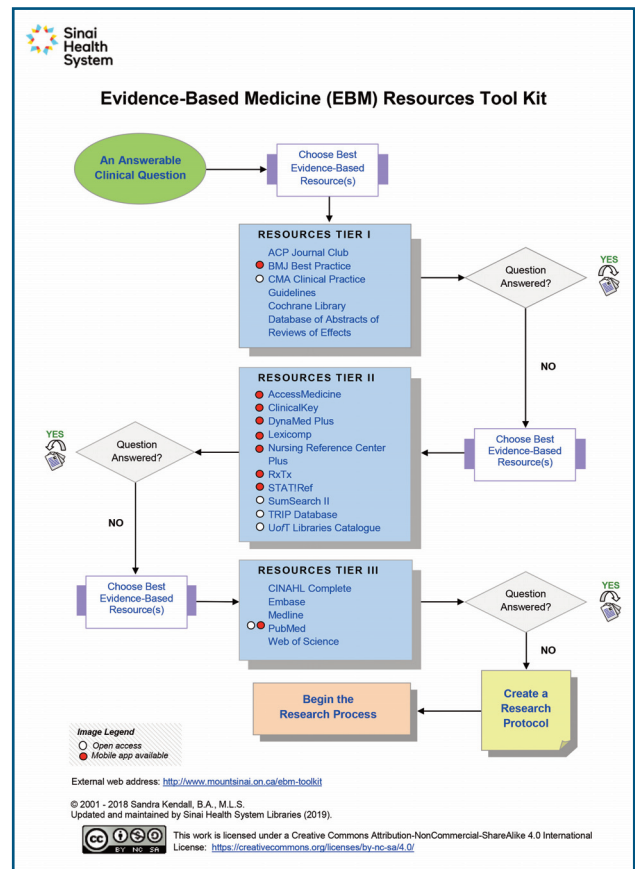 Sinai
Health
System
Evidence-Based Medicine (EBM) Resources Tool Kit
An Answerable
Clinical Question
Choose Best
Evidence-Based
Resource(s)
RESOURCES TIER I
ACP Journal Club
BMJ Best Practice
CMA Clinical Practice
Guidelines
Cochrane Library
Database of Abstracts of
Reviews of Effects
Question
Answered?
YES
NO
Choose Best
Evidence-Based
Resource(s)
RESOURCES TIER II
AccessMedicine
ClinicalKey
DynaMed Plus
Lexicomp
Nursing Reference Center
Plus
RxTx
STAT!Ref
SumSearch II
TRIP Database
UofT Libraries Catalogue
Question
Answered?
YES
NO
Choose Best
Evidence-Based
Resource(s)
RESOURCES TIER III
CINAHL Complete
Embase
Medline
PubMed
Web of Science
Question
Answered?
YES
NO
Create a
Research
Protocol
Begin the
Research Process
Image Legend
Open access
Mobile app available
External web address: http://www.mountsinai.on.ca/ebm-toolkit
© 2001 - 2018 Sandra Kendall, B.A., M.L.S.
Updated and maintained by Sinai Health System Libraries (2019).
cc BY NC SA
This work is licensed under a Creative Commons Attribution-NonCommercial-ShareAlike 4.0 International
License: https://creativecommons.org/licenses/by-nc-sa/4.0/